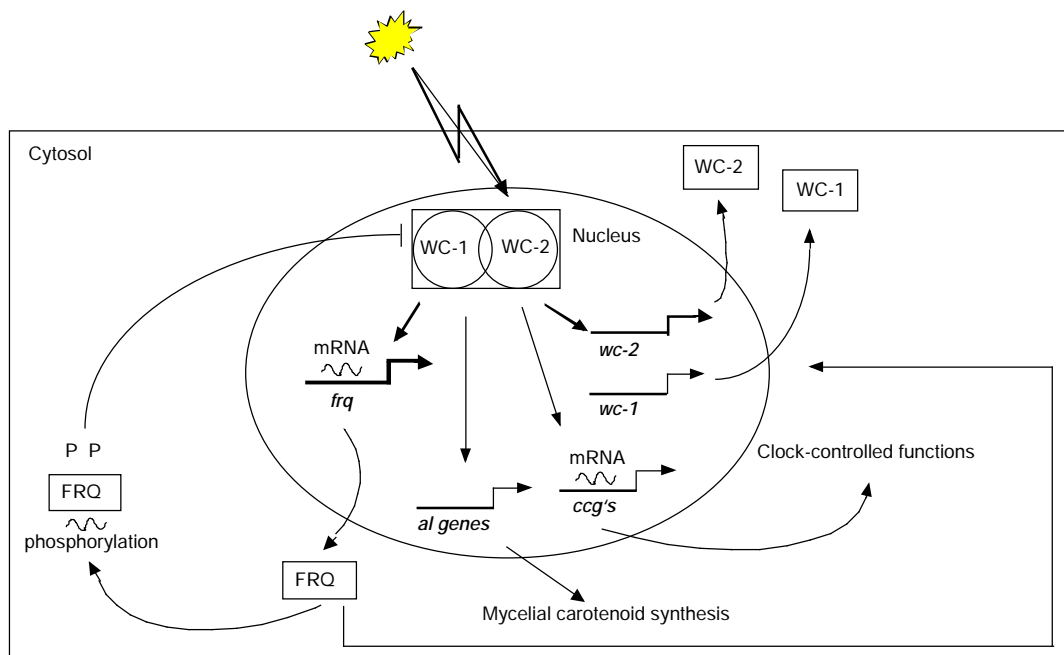 Cytosol
WC-2
WC-1
WC-1
WC-2
Nucleus
mRNA
frq
wc-2
wc-1
P P
FRQ
phosphorylation
al genes
mRNA
ccg's
Clock-controlled functions
FRQ
Mycelial carotenoid synthesis